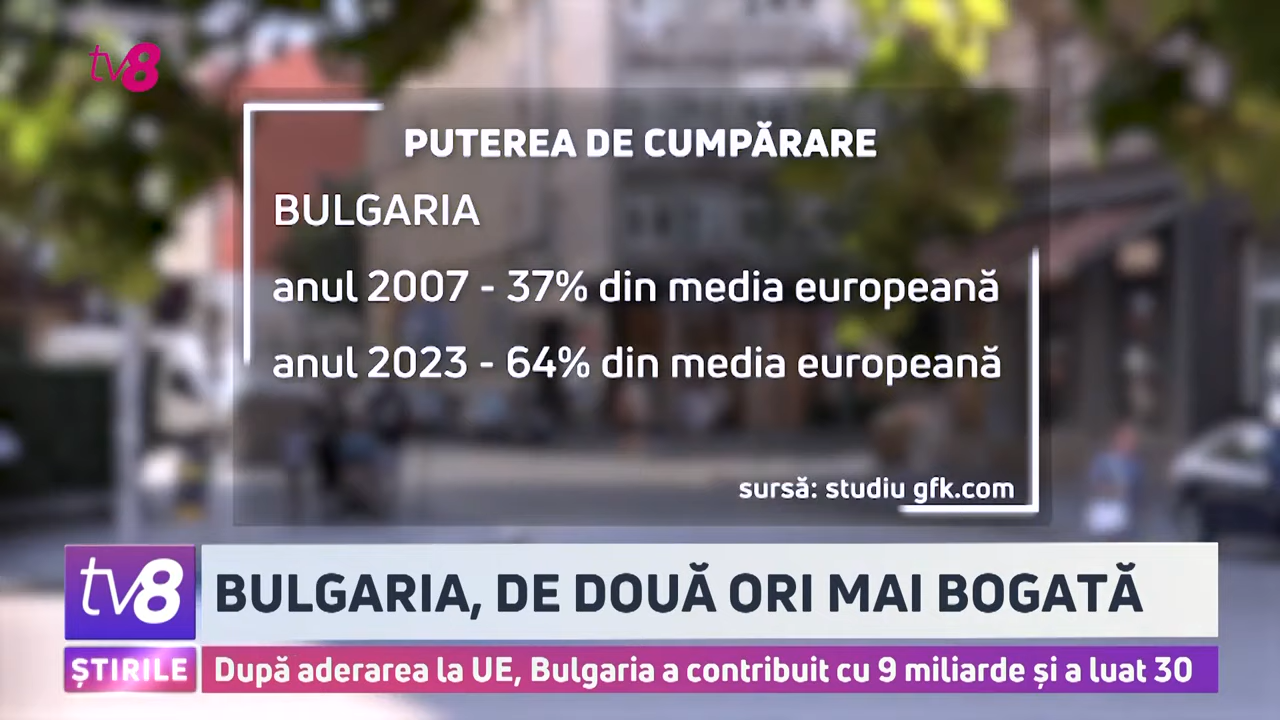 tv8
PUTEREA DE CUMPĂRARE
BULGARIA
anul 2007 - 37% din media europeană
anul 2023 - 64% din media europeană
sursă: studiu gfk.com
tv8
BULGARIA, DE DOUĂ ORI MAI BOGATĂ
ȘTIRILE
După aderarea la UE, Bulgaria a contribuit cu 9 miliarde și a luat 30